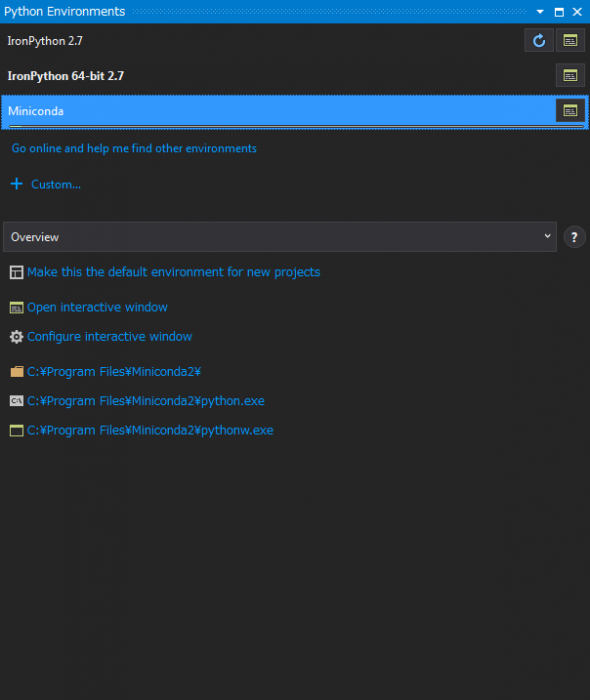 Python Environments
IronPython 2.7
IronPython 64-bit 2.7
Miniconda
Go online and help me find other environments
Custom...
Overview
?
Make this the default environment for new projects
Open interactive window
Configure interactive window
C:¥Program Files¥Miniconda2¥
C:¥Program Files¥Miniconda2¥python.exe
C:¥Program Files¥Miniconda2¥pythonw.exe